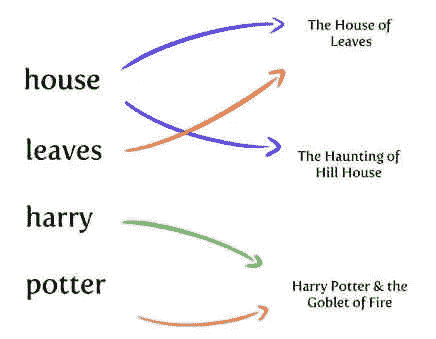 house
leaves
harry
potter
The House of
Leaves
The Haunting of
Hill House
Harry Potter & the
Goblet of Fire